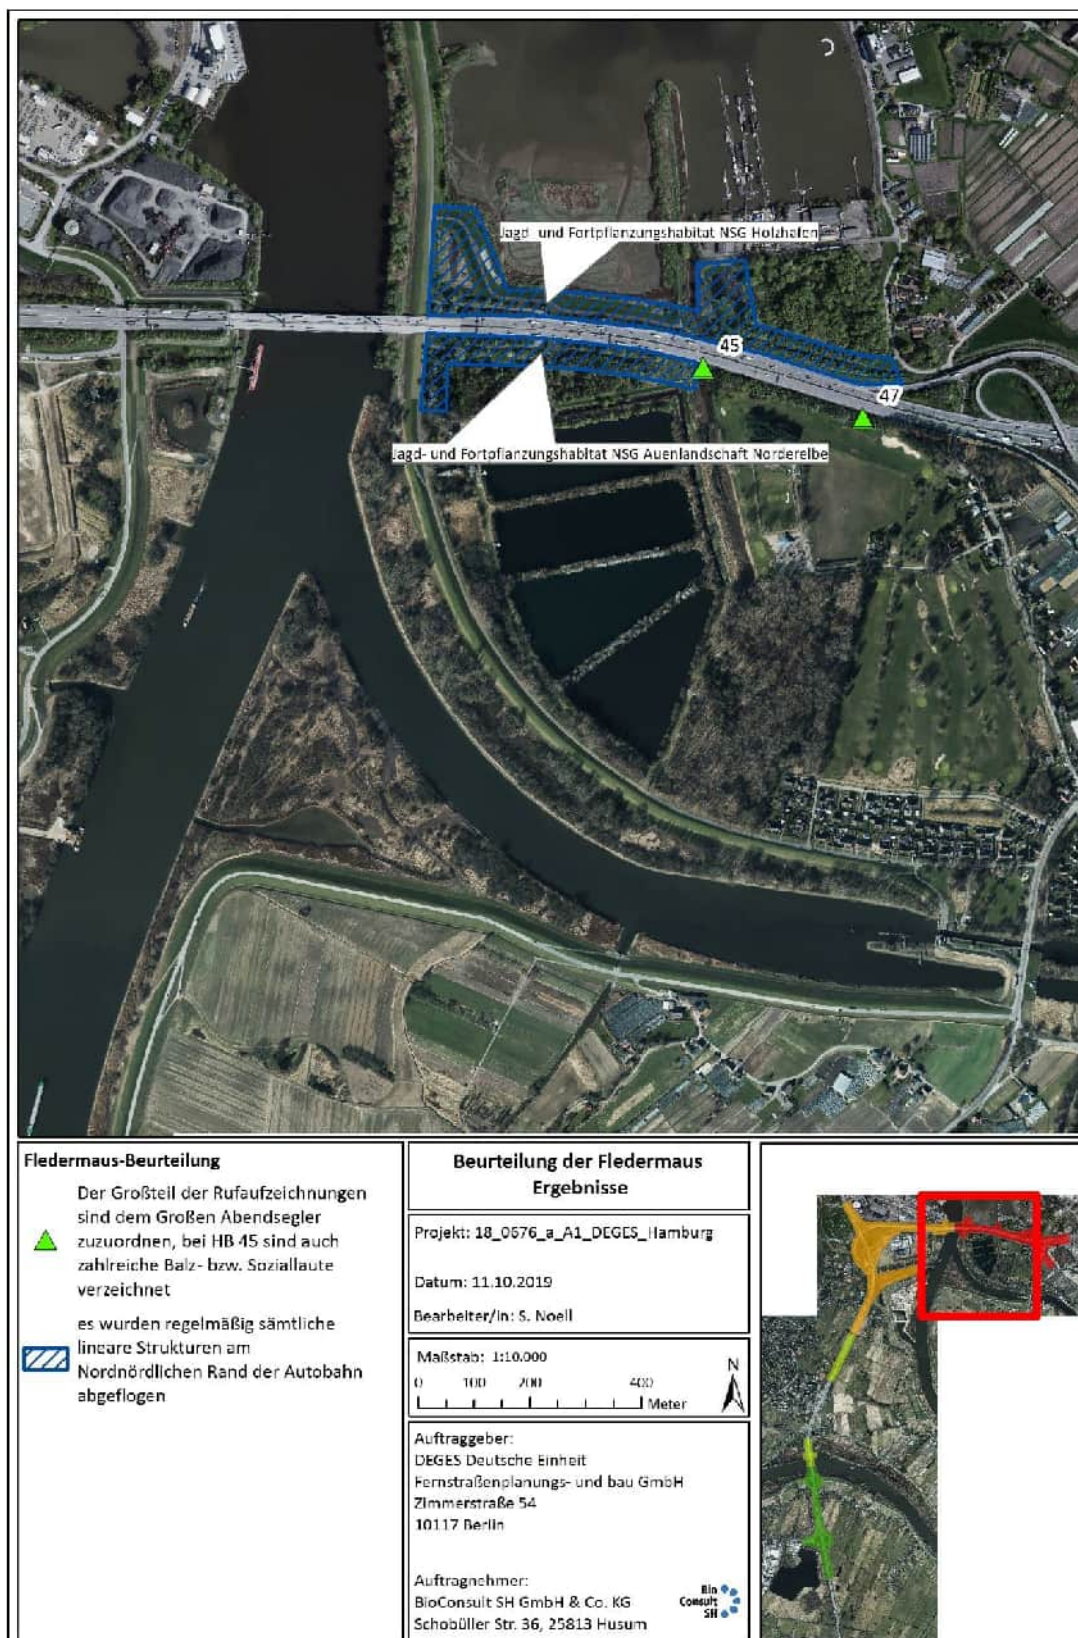 Jagd- und Fortpflanzungshabitat NSG Holzhafen
45
47
Jagd- und Fortpflanzungshabitat NSG Auenlandschaft Norderelbe
Fledermaus-Beurteilung
Der Großteil der Rufaufzeichnungen
sind dem Großen Abendsegler
zuzuordnen, bei HB 45 sind auch
zahlreiche Balz- bzw. Soziallaute
verzeichnet
es wurden regelmäßig sämtliche
lineare Strukturen am
Nordnördlichen Rand der Autobahn
abgeflogen
Beurteilung der Fledermaus
Ergebnisse
Projekt: 18_0676_a_A1_DEGES_Hamburg
Datum: 11.10.2019
Bearbeiter/in: S. Noell
Maßstab: 1:10.000
0 100 200 400
Meter
N
Auftraggeber:
DEGES Deutsche Einheit
Fernstraßenplanungs- und bau GmbH
Zimmerstraße 54
10117 Berlin
Auftragnehmer:
BioConsult SH GmbH & Co. KG
Schobüller Str. 36, 25813 Husum
Bio
Consult
SH